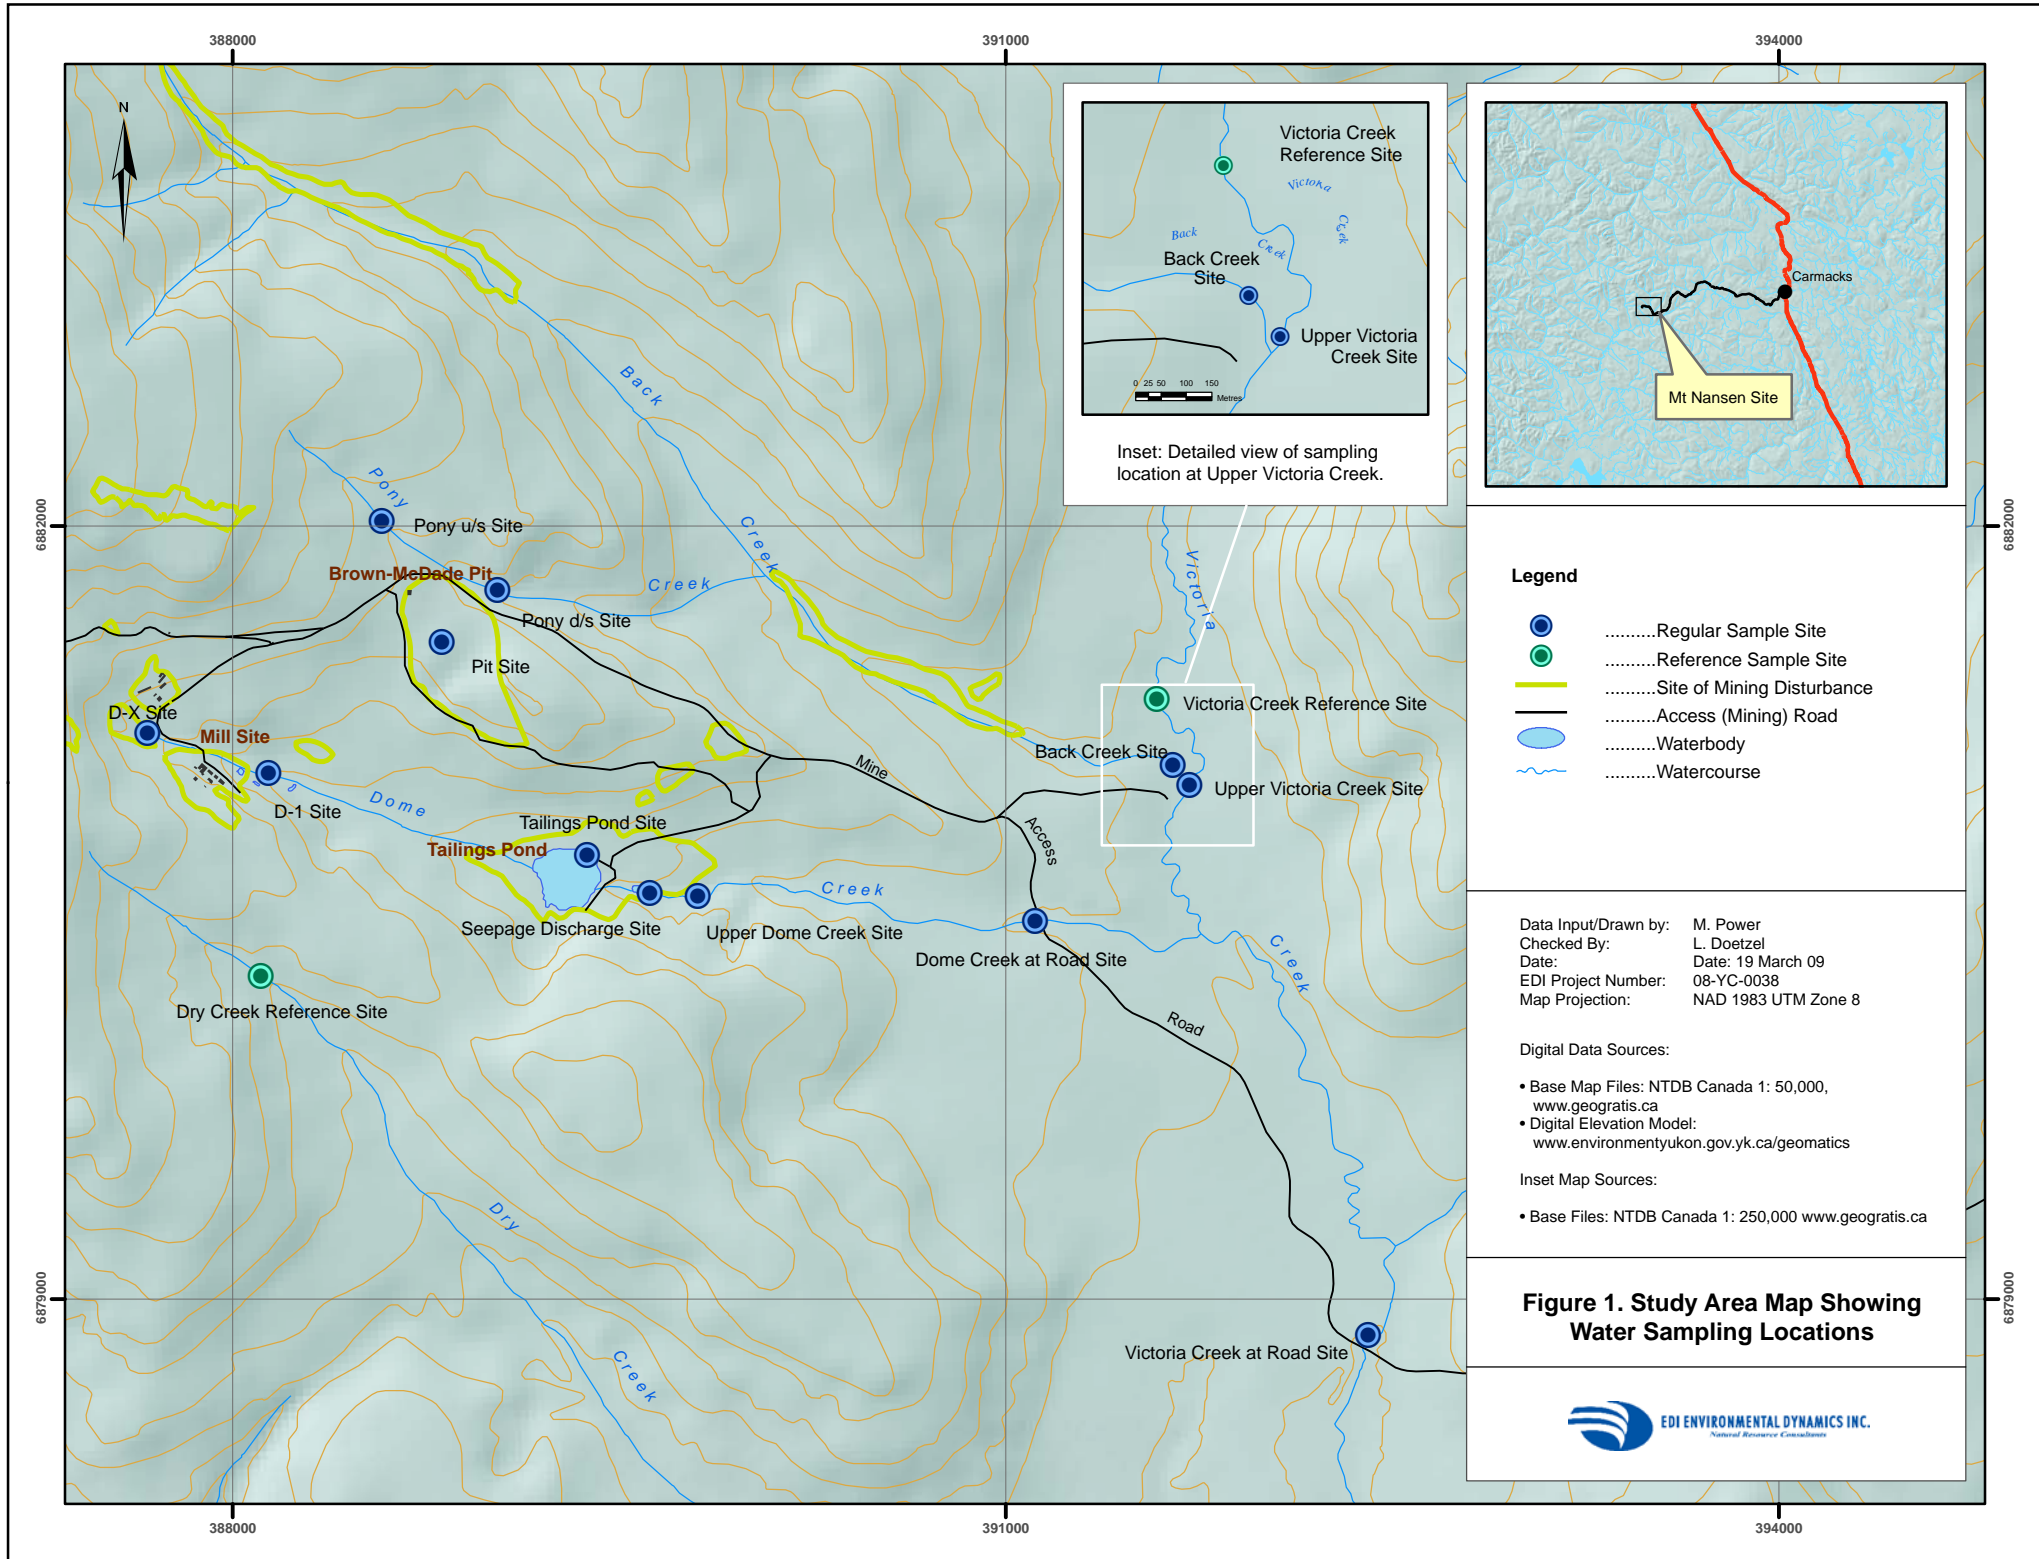 388000
391000
394000
N
6882000
6879000
6882000
6879000
388000
391000
394000
Victoria Creek
Reference Site
Victoria
Creek
Back
Creek
Back Creek
Site
Upper Victoria
Creek Site
0 25 50 100 150
Metres
Inset: Detailed view of sampling
location at Upper Victoria Creek.
Carmacks
Mt Nansen Site
Back
Creek
Pony
Creek
Pony u/s Site
Brown-McDade Pit
Pony d/s Site
Pit Site
Victoria
Creek
D-X Site
Mill Site
D-1 Site
Dome
Creek
Tailings Pond Site
Tailings Pond
Seepage Discharge Site
Upper Dome Creek Site
Mine
Access
Road
Victoria Creek Reference Site
Back Creek Site
Upper Victoria Creek Site
Dome Creek at Road Site
Dry Creek Reference Site
Dry
Creek
Victoria Creek at Road Site
Legend
..........Regular Sample Site
..........Reference Sample Site
..........Site of Mining Disturbance
..........Access (Mining) Road
..........Waterbody
..........Watercourse
Data Input/Drawn by: M. Power
Checked By: L. Doetzel
Date: Date: 19 March 09
EDI Project Number: 08-YC-0038
Map Projection: NAD 1983 UTM Zone 8
Digital Data Sources:
• Base Map Files: NTDB Canada 1: 50,000,
www.geogratis.ca
• Digital Elevation Model:
www.environmentyukon.gov.yk.ca/geomatics
Inset Map Sources:
• Base Files: NTDB Canada 1: 250,000 www.geogratis.ca
Figure 1. Study Area Map Showing
Water Sampling Locations
EDI ENVIRONMENTAL DYNAMICS INC.
Natural Resource Consultants